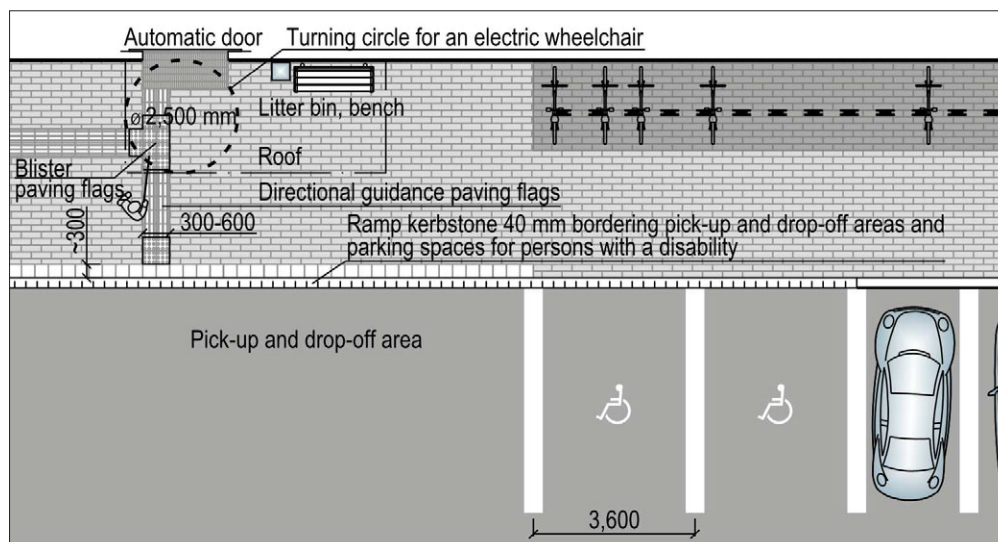 Automatic door
Turning circle for an electric wheelchair
⌀ 2,500 mm
Litter bin, bench
Roof
Blister
paving flags
Directional guidance paving flags
300-600
Ramp kerbstone 40 mm bordering pick-up and drop-off areas and
parking spaces for persons with a disability
~300
Pick-up and drop-off area
3,600